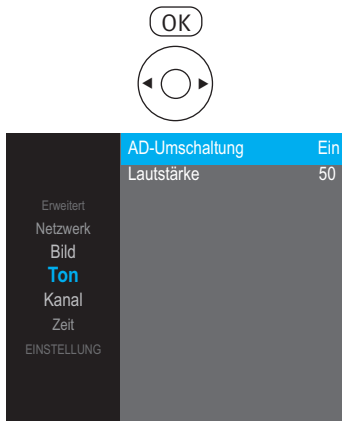 OK
AD-Umschaltung Ein
Lautstärke 50
Erweitert
Netzwerk
Bild
Ton
Kanal
Zeit
EINSTELLUNG